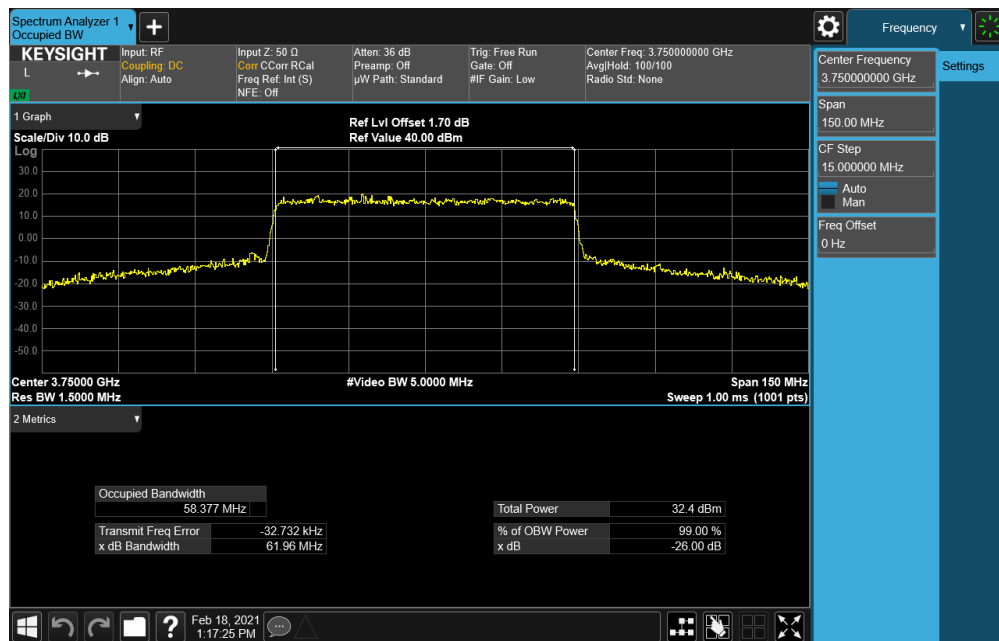 Spectrum Analyzer 1
Occupied BW
Frequency
KEYSIGHT
L
LXI
Input: RF
Coupling: DC
Align: Auto
Input Z: 50 Ω
Corr CCorr RCal
Freq Ref: Int (S)
NFE: Off
Atten: 36 dB
Preamp: Off
µW Path: Standard
Trig: Free Run
Gate: Off
#IF Gain: Low
Center Freq: 3.750000000 GHz
Avg|Hold: 100/100
Radio Std: None
Center Frequency
3.750000000 GHz
Settings
Span
150.00 MHz
CF Step
15.000000 MHz
Auto
Man
Freq Offset
0 Hz
1 Graph
Scale/Div 10.0 dB
Ref Lvl Offset 1.70 dB
Ref Value 40.00 dBm
Log
30.0
20.0
10.0
0.00
-10.0
-20.0
-30.0
-40.0
-50.0
Center 3.75000 GHz
#Video BW 5.0000 MHz
Span 150 MHz
Res BW 1.5000 MHz
Sweep 1.00 ms (1001 pts)
2 Metrics
Occupied Bandwidth
58.377 MHz
Transmit Freq Error -32.732 kHz
x dB Bandwidth 61.96 MHz
Total Power 32.4 dBm
% of OBW Power 99.00 %
x dB -26.00 dB
?
Feb 18, 2021
1:17:25 PM